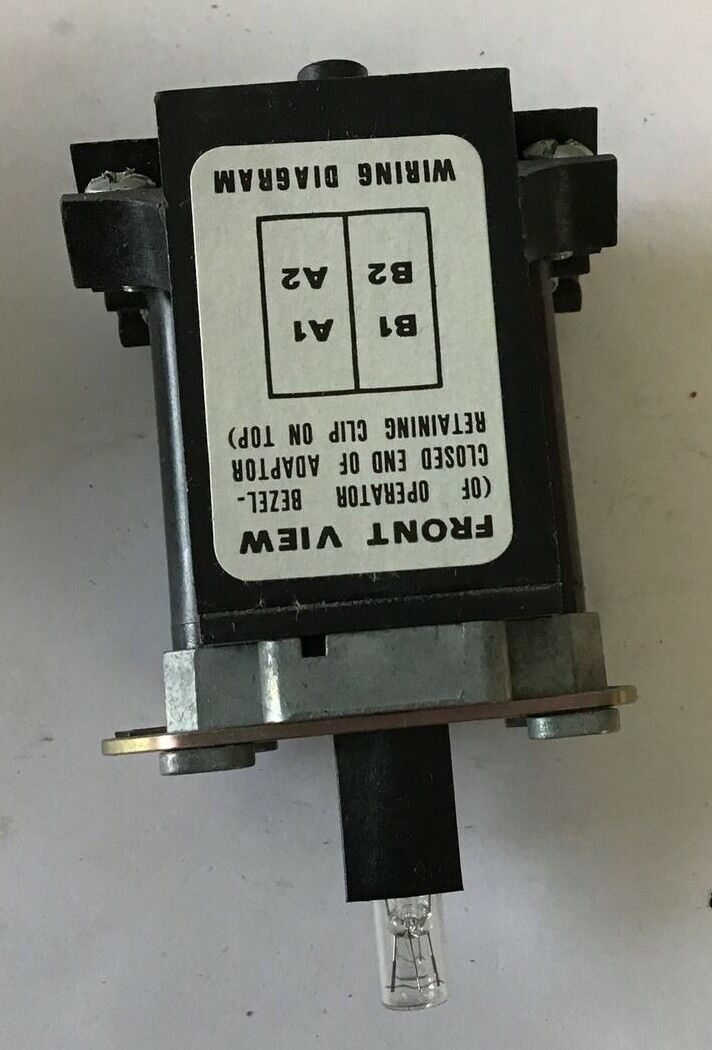 FRONT VIEW
(OF OPERATOR BEZEL-
CLOSED END OF ADAPTOR
RETAINING CLIP ON TOP)
B1 A1
B2 A2
WIRING DIAGRAM